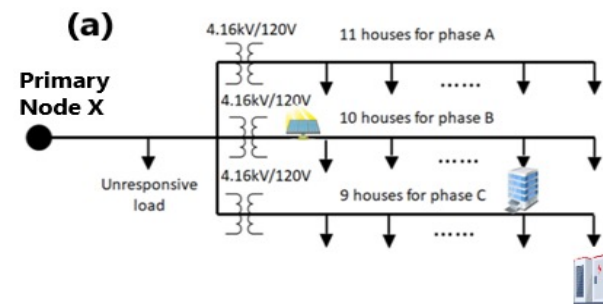 (a)
4.16kV/120V
11 houses for phase A
Primary
Node X
4.16kV/120V
10 houses for phase B
......
Unresponsive
load
4.16kV/120V
9 houses for phase C
......
......